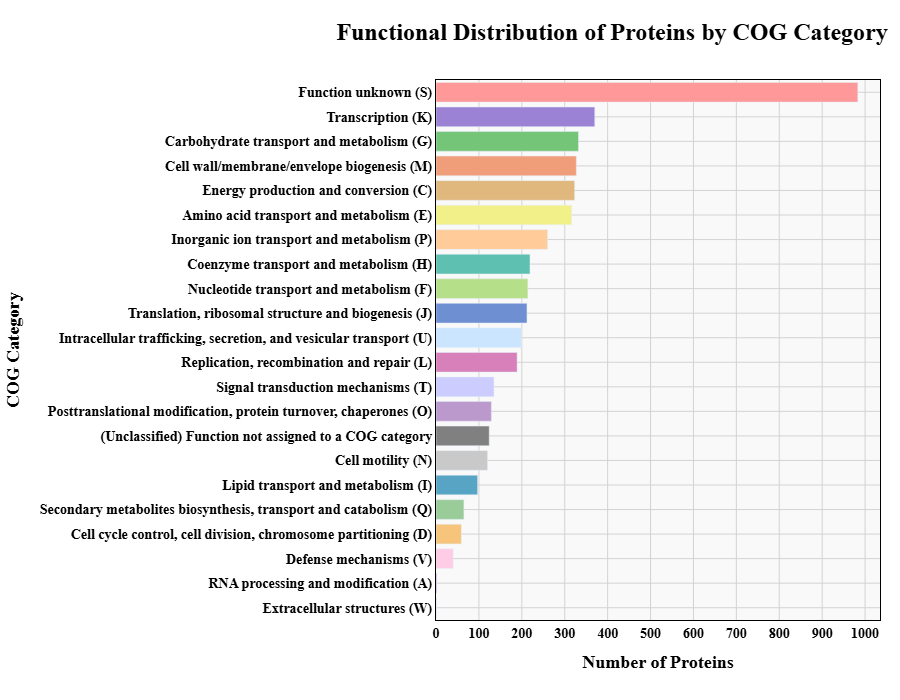 Functional Distribution of Proteins by COG Category
Function unknown (S)
Transcription (K)
Carbohydrate transport and metabolism (G)
Cell wall/membrane/envelope biogenesis (M)
Energy production and conversion (C)
Amino acid transport and metabolism (E)
Inorganic ion transport and metabolism (P)
Coenzyme transport and metabolism (H)
Nucleotide transport and metabolism (F)
Translation, ribosomal structure and biogenesis (J)
Intracellular trafficking, secretion, and vesicular transport (U)
Replication, recombination and repair (L)
Signal transduction mechanisms (T)
Posttranslational modification, protein turnover, chaperones (O)
(Unclassified) Function not assigned to a COG category
Cell motility (N)
Lipid transport and metabolism (I)
Secondary metabolites biosynthesis, transport and catabolism (Q)
Cell cycle control, cell division, chromosome partitioning (D)
Defense mechanisms (V)
RNA processing and modification (A)
Extracellular structures (W)
COG Category
0 100 200 300 400 500 600 700 800 900 1000
Number of Proteins